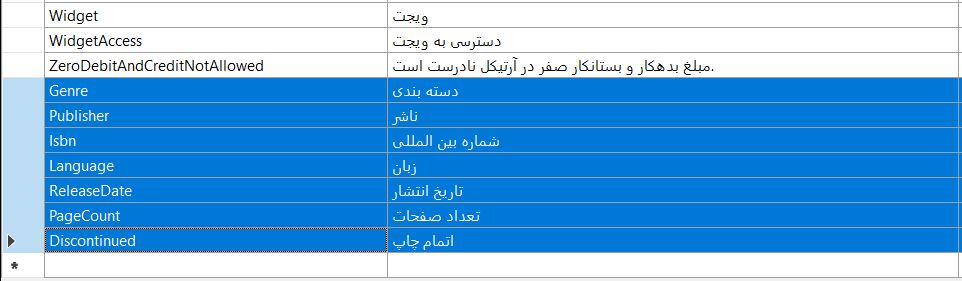 Widget ویجت
WidgetAccess دسترسی به ویجت
ZeroDebitAndCreditNotAllowed مبلغ بدهکار و بستانکار صفر در آرتیکل نادرست است.
Genre دسته بندی
Publisher ناشر
Isbn شماره بین المللی
Language زبان
ReleaseDate تاریخ انتشار
PageCount تعداد صفحات
Discontinued اتمام چاپ